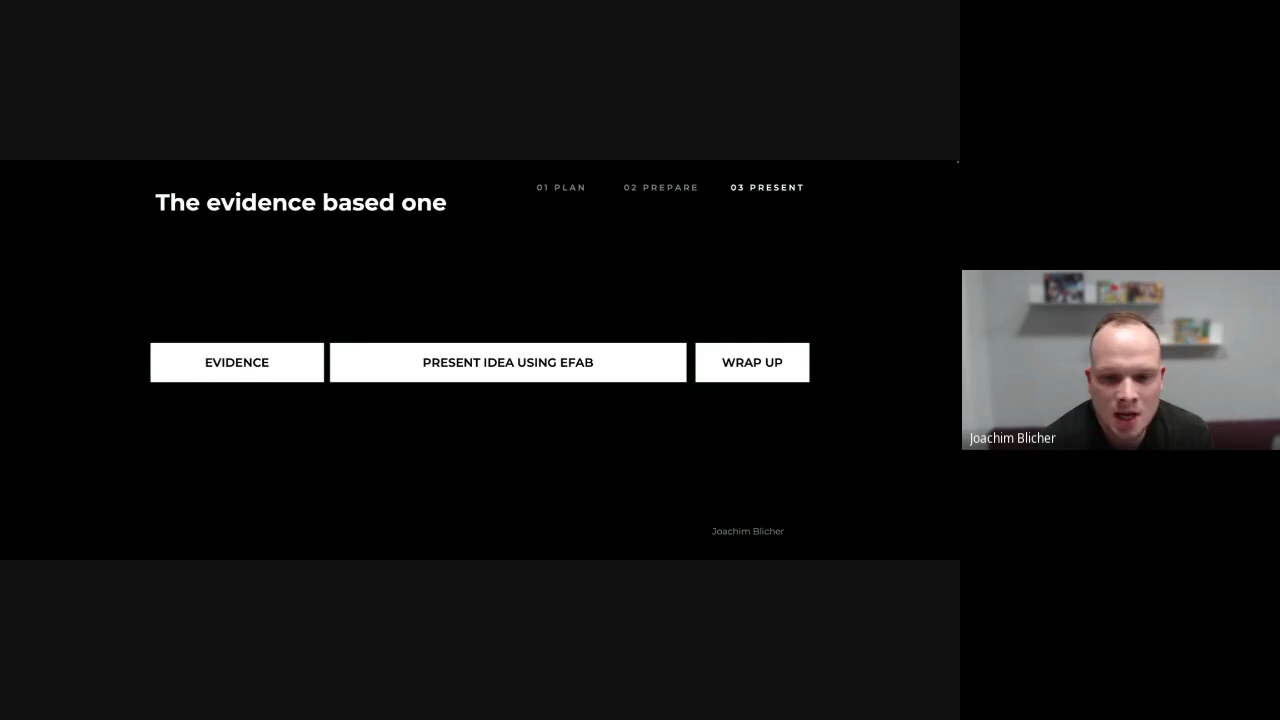 The evidence based one
01 PLAN
02 PREPARE
03 PRESENT
EVIDENCE
PRESENT IDEA USING EFAB
WRAP UP
Joachim Blicher
Joachim Blicher